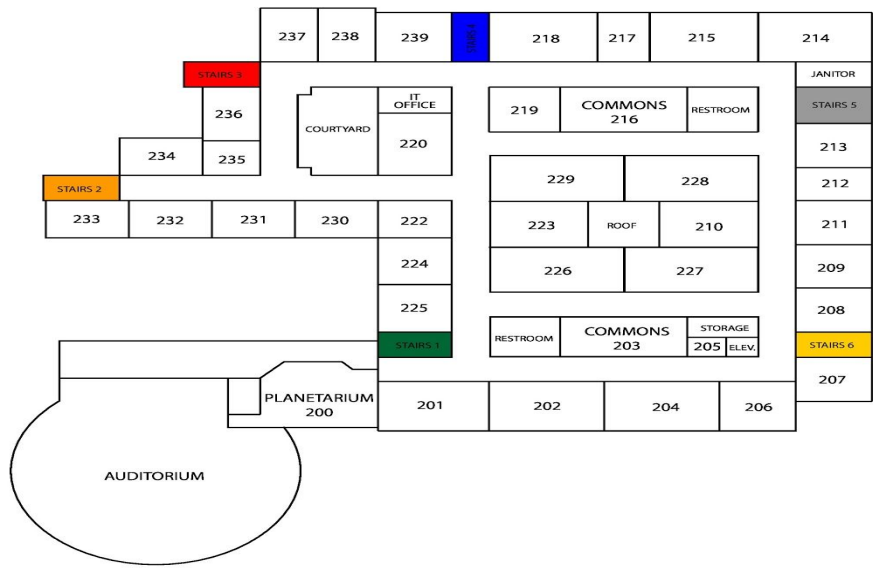 237
238
239
STAIRS 4
218
217
215
214
STAIRS 3
JANITOR
236
COURTYARD
IT
OFFICE
220
219
COMMONS
216
RESTROOM
STAIRS 5
234
235
213
STAIRS 2
229
228
212
233
232
231
230
222
223
ROOF
210
211
224
226
227
209
225
208
STAIRS 1
RESTROOM
COMMONS
203
STORAGE
205
ELEV.
STAIRS 6
207
PLANETARIUM
200
201
202
204
206
AUDITORIUM